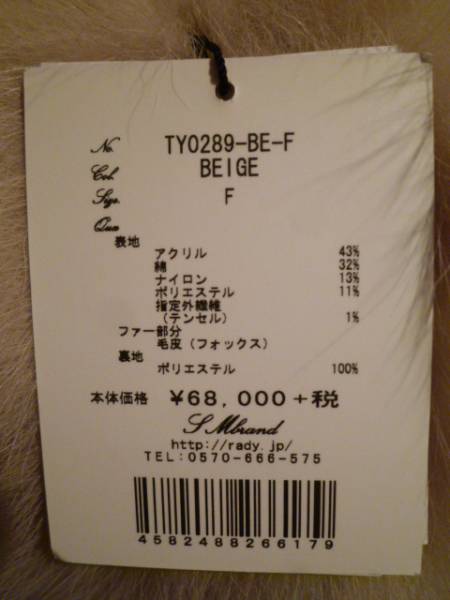 No. TY0289-BE-F
Col. BEIGE
Size. F
Qua
表地
アクリル 43%
綿 32%
ナイロン 13%
ポリエステル 11%
指定外繊維
(テンセル) 1%
ファー部分
毛皮(フォックス)
裏地
ポリエステル 100%
本体価格 ¥68,000+税
S Mbrand
http://rady.jp/
TEL:0570-666-575
4582488266179